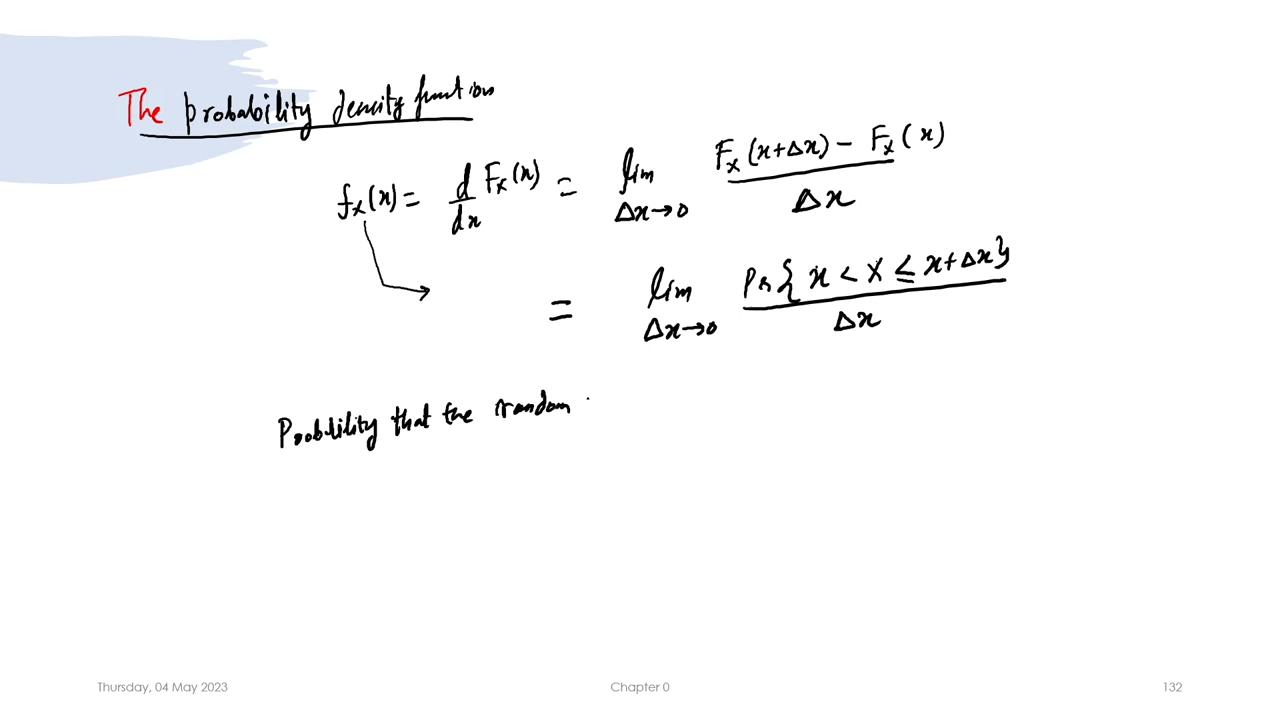 The probability density function
fx(x) = d/dx Fx(x) = lim Δx→0 Fx(x+Δx) − Fx(x) / Δx
= lim Δx→0 Pr{ x < X ≤ x+Δx} / Δx
Probability that the random
Thursday, 04 May 2023 Chapter 0 132